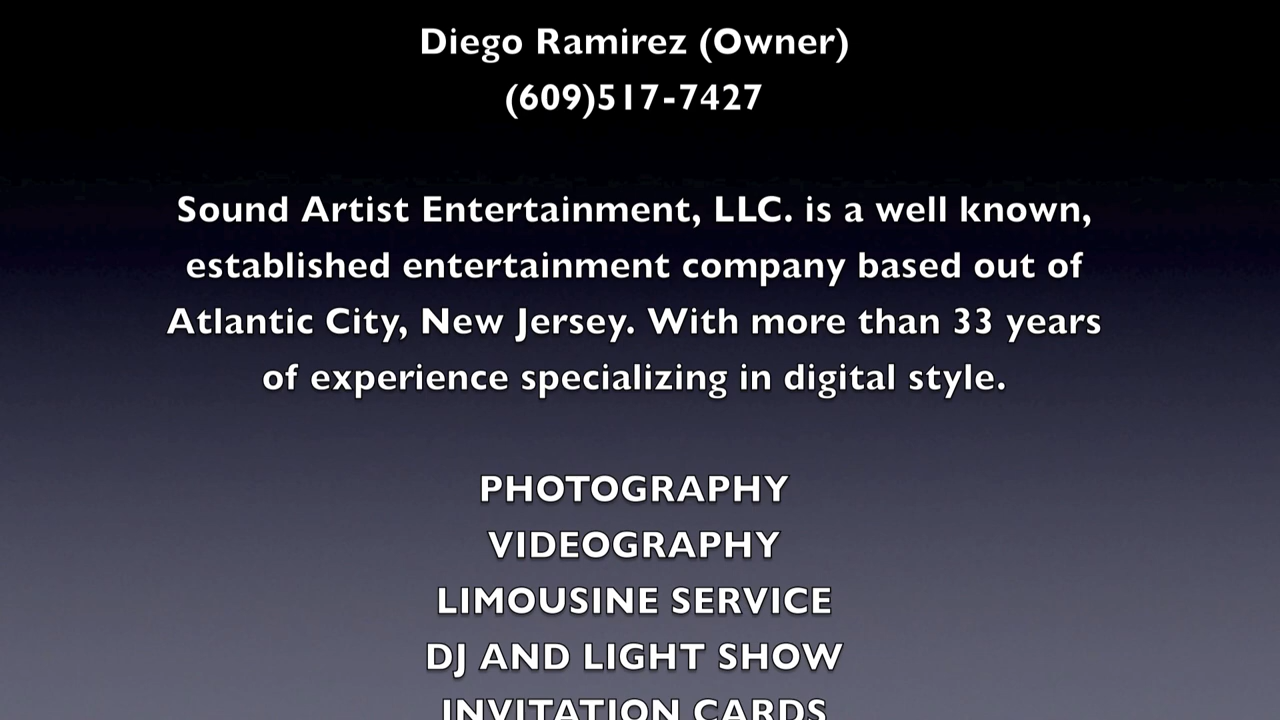 Diego Ramirez (Owner)
(609)517-7427
Sound Artist Entertainment, LLC. is a well known,
established entertainment company based out of
Atlantic City, New Jersey. With more than 33 years
of experience specializing in digital style.
PHOTOGRAPHY
VIDEOGRAPHY
LIMOUSINE SERVICE
DJ AND LIGHT SHOW
INVITATION CARDS